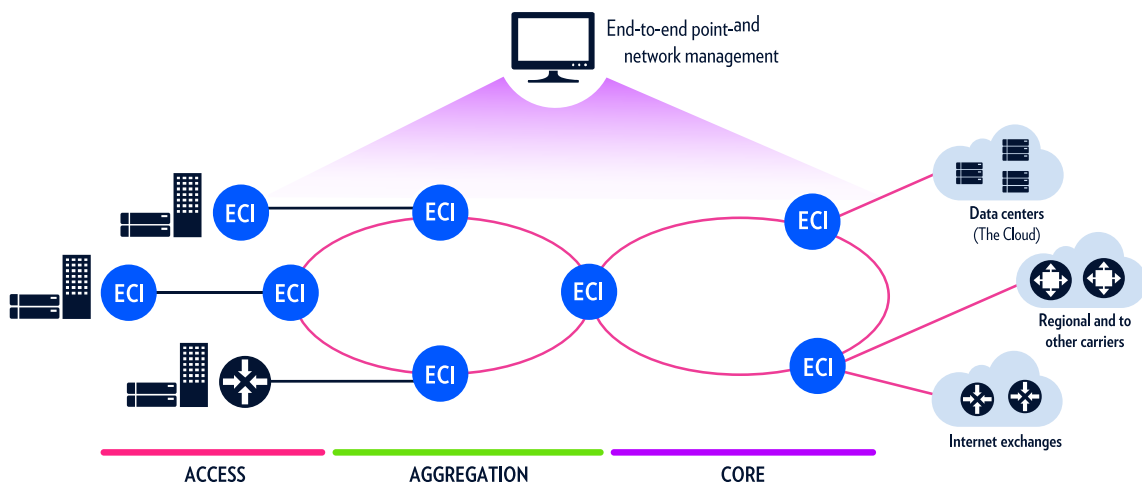 End-to-end point-and
network management
ECI
ECI
ECI
Data centers
(The Cloud)
ECI
ECI
ECI
Regional and to
other carriers
ECI
ECI
Internet exchanges
ACCESS
AGGREGATION
CORE